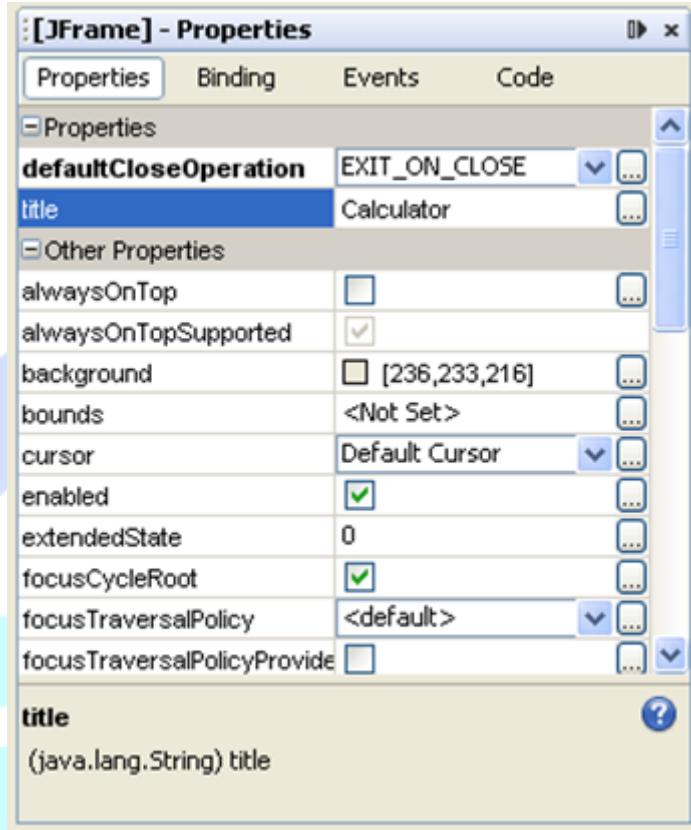 [JFrame] - Properties
Properties Binding Events Code
Properties
defaultCloseOperation EXIT_ON_CLOSE ...
title Calculator ...
Other Properties
alwaysOnTop ...
alwaysOnTopSupported
background [236,233,216] ...
bounds <Not Set> ...
cursor Default Cursor ...
enabled ...
extendedState 0 ...
focusCycleRoot ...
focusTraversalPolicy <default> ...
focusTraversalPolicyProvide ...
title
(java.lang.String) title